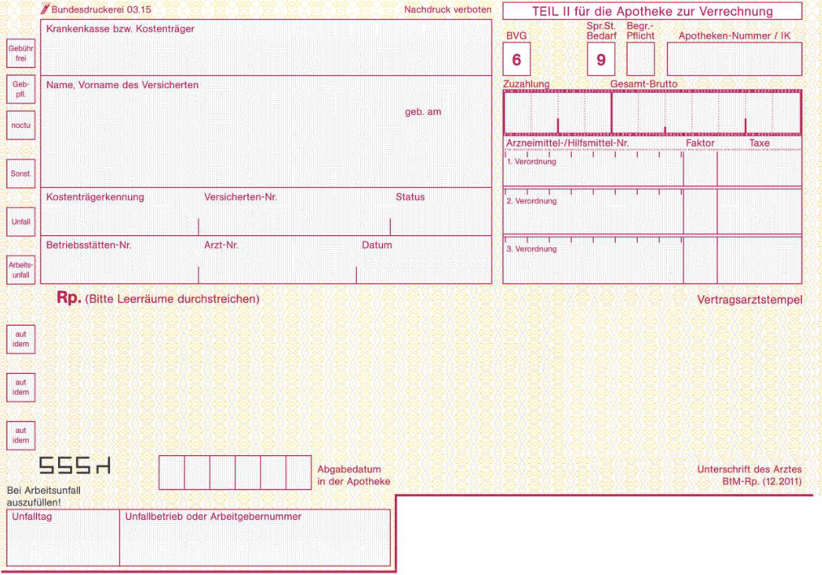 Bundesdruckerei 03.15
Nachdruck verboten
Krankenkasse bzw. Kostenträger
Gebühr
frei
Geb-
pfl.
noctu
Sonst.
Unfall
Arbeits-
unfall
Name, Vorname des Versicherten
geb. am
Kostenträgerkennung Versicherten-Nr. Status
Betriebsstätten-Nr. Arzt-Nr. Datum
TEIL II für die Apotheke zur Verrechnung
BVG
6
Spr.St.
Bedarf
9
Begr.-
Pflicht
Apotheken-Nummer / IK
Zuzahlung Gesamt-Brutto
Arzneimittel-/Hilfsmittel-Nr. Faktor Taxe
1. Verordnung
2. Verordnung
3. Verordnung
Rp. (Bitte Leerräume durchstreichen)
Vertragsarztstempel
aut
idem
aut
idem
aut
idem
Abgabedatum
in der Apotheke
Unterschrift des Arztes
BtM-Rp. (12.2011)
Bei Arbeitsunfall
auszufüllen!
Unfalltag Unfallbetrieb oder Arbeitgebernummer